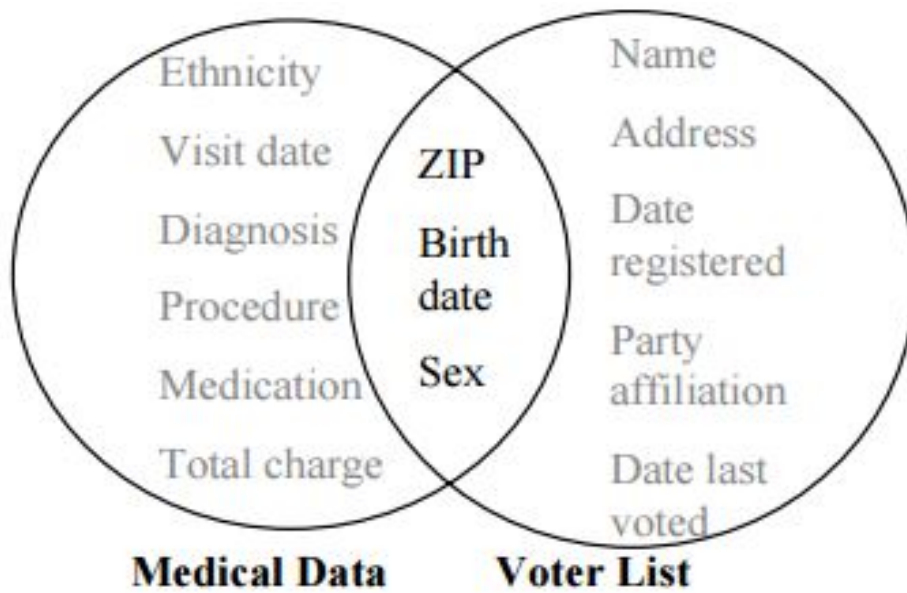 Ethnicity
Visit date
Diagnosis
Procedure
Medication
Total charge
ZIP
Birth
date
Sex
Name
Address
Date
registered
Party
affiliation
Date last
voted
Medical Data
Voter List